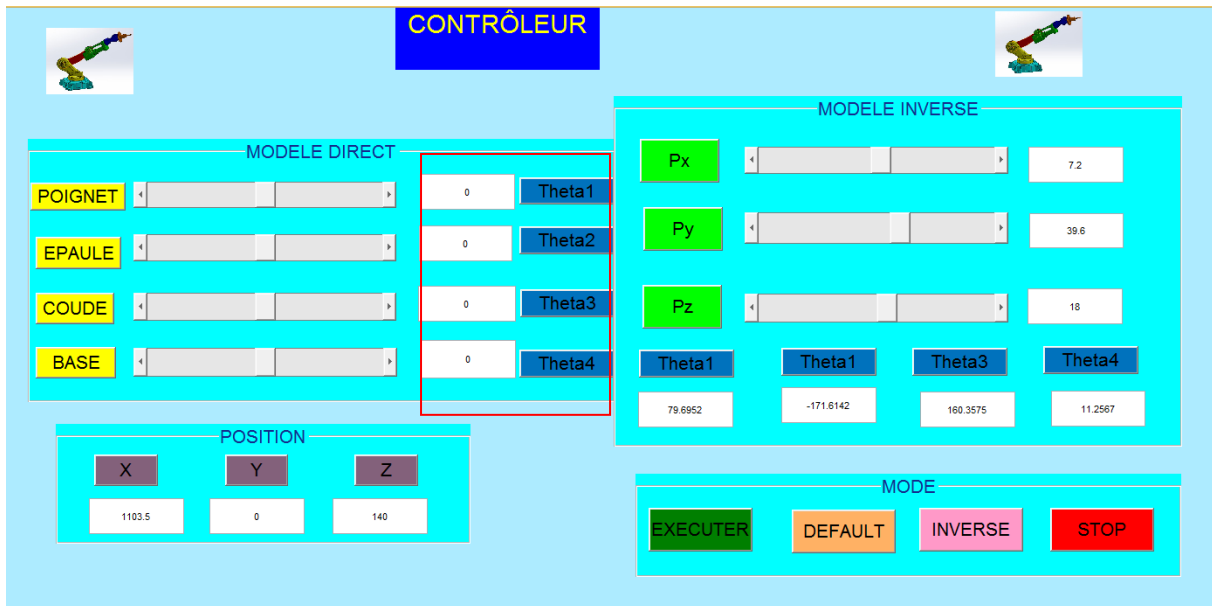 CONTRÔLEUR
MODELE DIRECT
POIGNET 0 Theta1
EPAULE 0 Theta2
COUDE 0 Theta3
BASE 0 Theta4
POSITION
X Y Z
1103.5 0 140
MODELE INVERSE
Px 7.2
Py 39.6
Pz 18
Theta1 Theta1 Theta3 Theta4
79.6952 -171.6142 160.3575 11.2567
MODE
EXECUTER DEFAULT INVERSE STOP